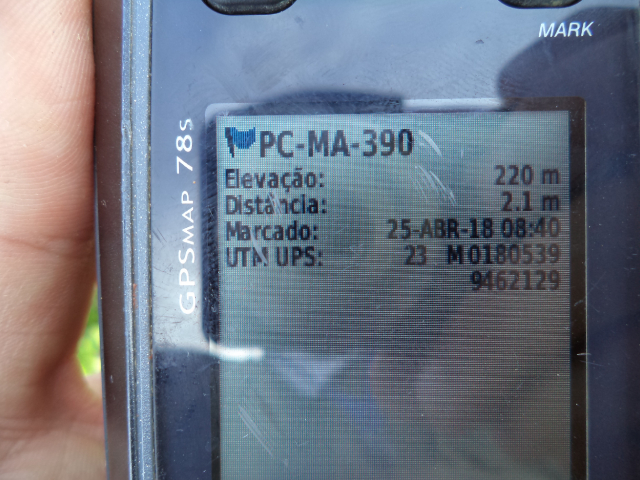 MARK
GPSMAP 78s
PC-MA-390
Elevação: 220 m
Distância: 2.1 m
Marcado: 25-ABR-18 08:40
UTM UPS: 23 M 0180539
9462129